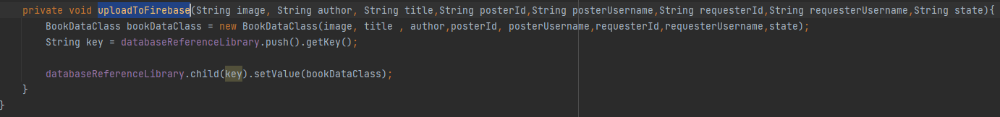 private void uploadToFirebase(String image, String author, String title,String posterId,String posterUsername,String requesterId,String requesterUsername,String state){
BookDataClass bookDataClass = new BookDataClass(image, title , author,posterId, posterUsername,requesterId,requesterUsername,state);
String key = databaseReferenceLibrary.push().getKey();
databaseReferenceLibrary.child(key).setValue(bookDataClass);
}
}